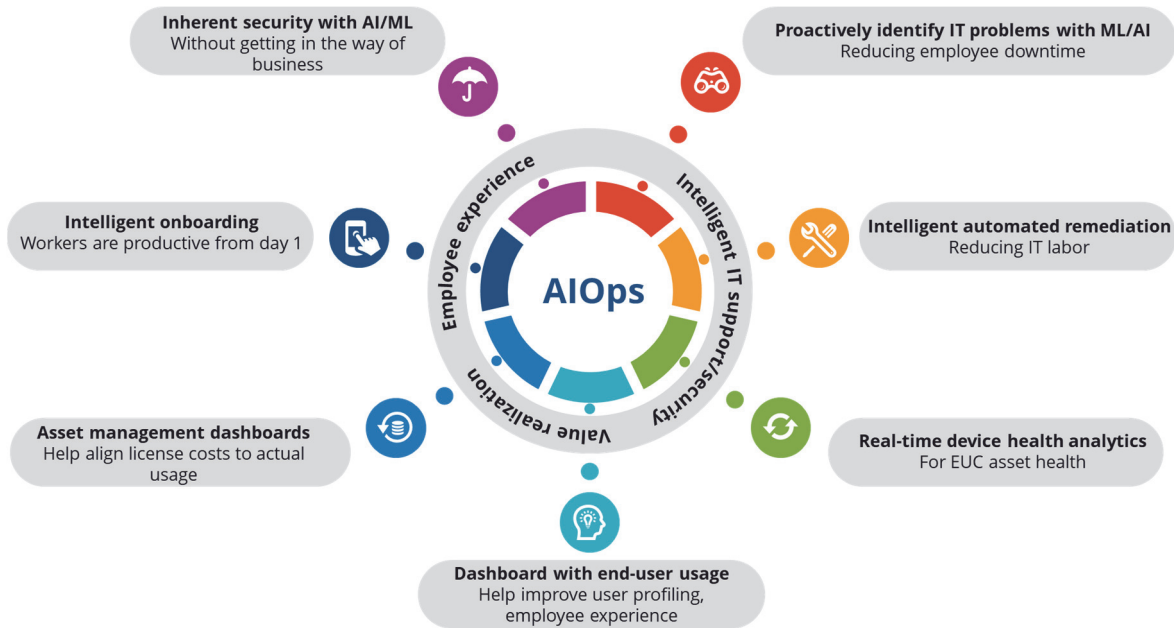 Inherent security with AI/ML
Without getting in the way of
business
Proactively identify IT problems with ML/AI
Reducing employee downtime
Intelligent onboarding
Workers are productive from day 1
Intelligent automated remediation
Reducing IT labor
Employee experience
Intelligent IT support/security
Value realization
AIOps
Asset management dashboards
Help align license costs to actual
usage
Real-time device health analytics
For EUC asset health
Dashboard with end-user usage
Help improve user profiling,
employee experience